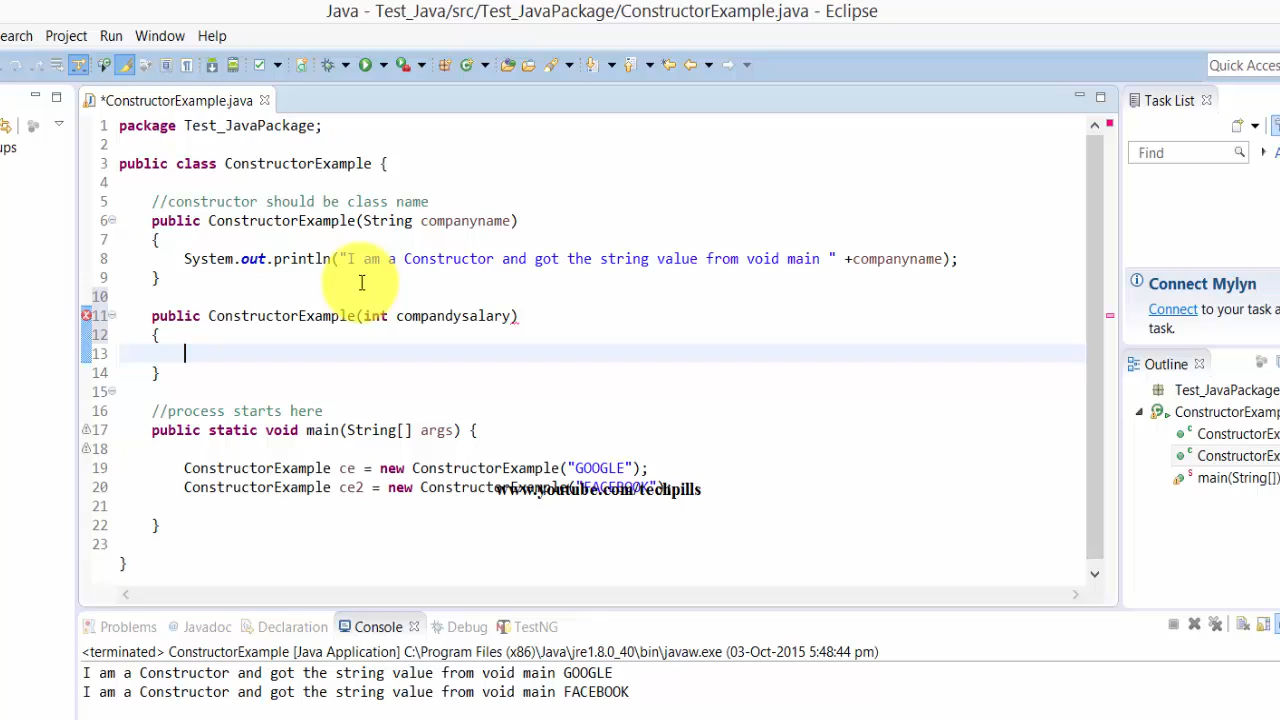 Java - Test_Java/src/Test_JavaPackage/ConstructorExample.java - Eclipse
earch Project Run Window Help
Quick Acces
*ConstructorExample.java
Task List
ups
Find
1 package Test_JavaPackage;
2
3 public class ConstructorExample {
4
5 //constructor should be class name
6 public ConstructorExample(String companyname)
7 {
8 System.out.println("I am a Constructor and got the string value from void main " +companyname);
9 }
10
11 public ConstructorExample(int compandysalary)
12 {
13
14 }
15
16 //process starts here
17 public static void main(String[] args) {
18
19 ConstructorExample ce = new ConstructorExample("GOOGLE");
20 ConstructorExample ce2 = new ConstructorExample("FACEBOOK");
www.youtube.com/techpills
21
22 }
23
}
Connect Mylyn
Connect to your task a
task.
Outline
Test_JavaPackage
ConstructorExamp
ConstructorEx
ConstructorEx
main(String[])
Problems Javadoc Declaration Console Debug TestNG
<terminated> ConstructorExample [Java Application] C:\Program Files (x86)\Java\jre1.8.0_40\bin\javaw.exe (03-Oct-2015 5:48:44 pm)
I am a Constructor and got the string value from void main GOOGLE
I am a Constructor and got the string value from void main FACEBOOK